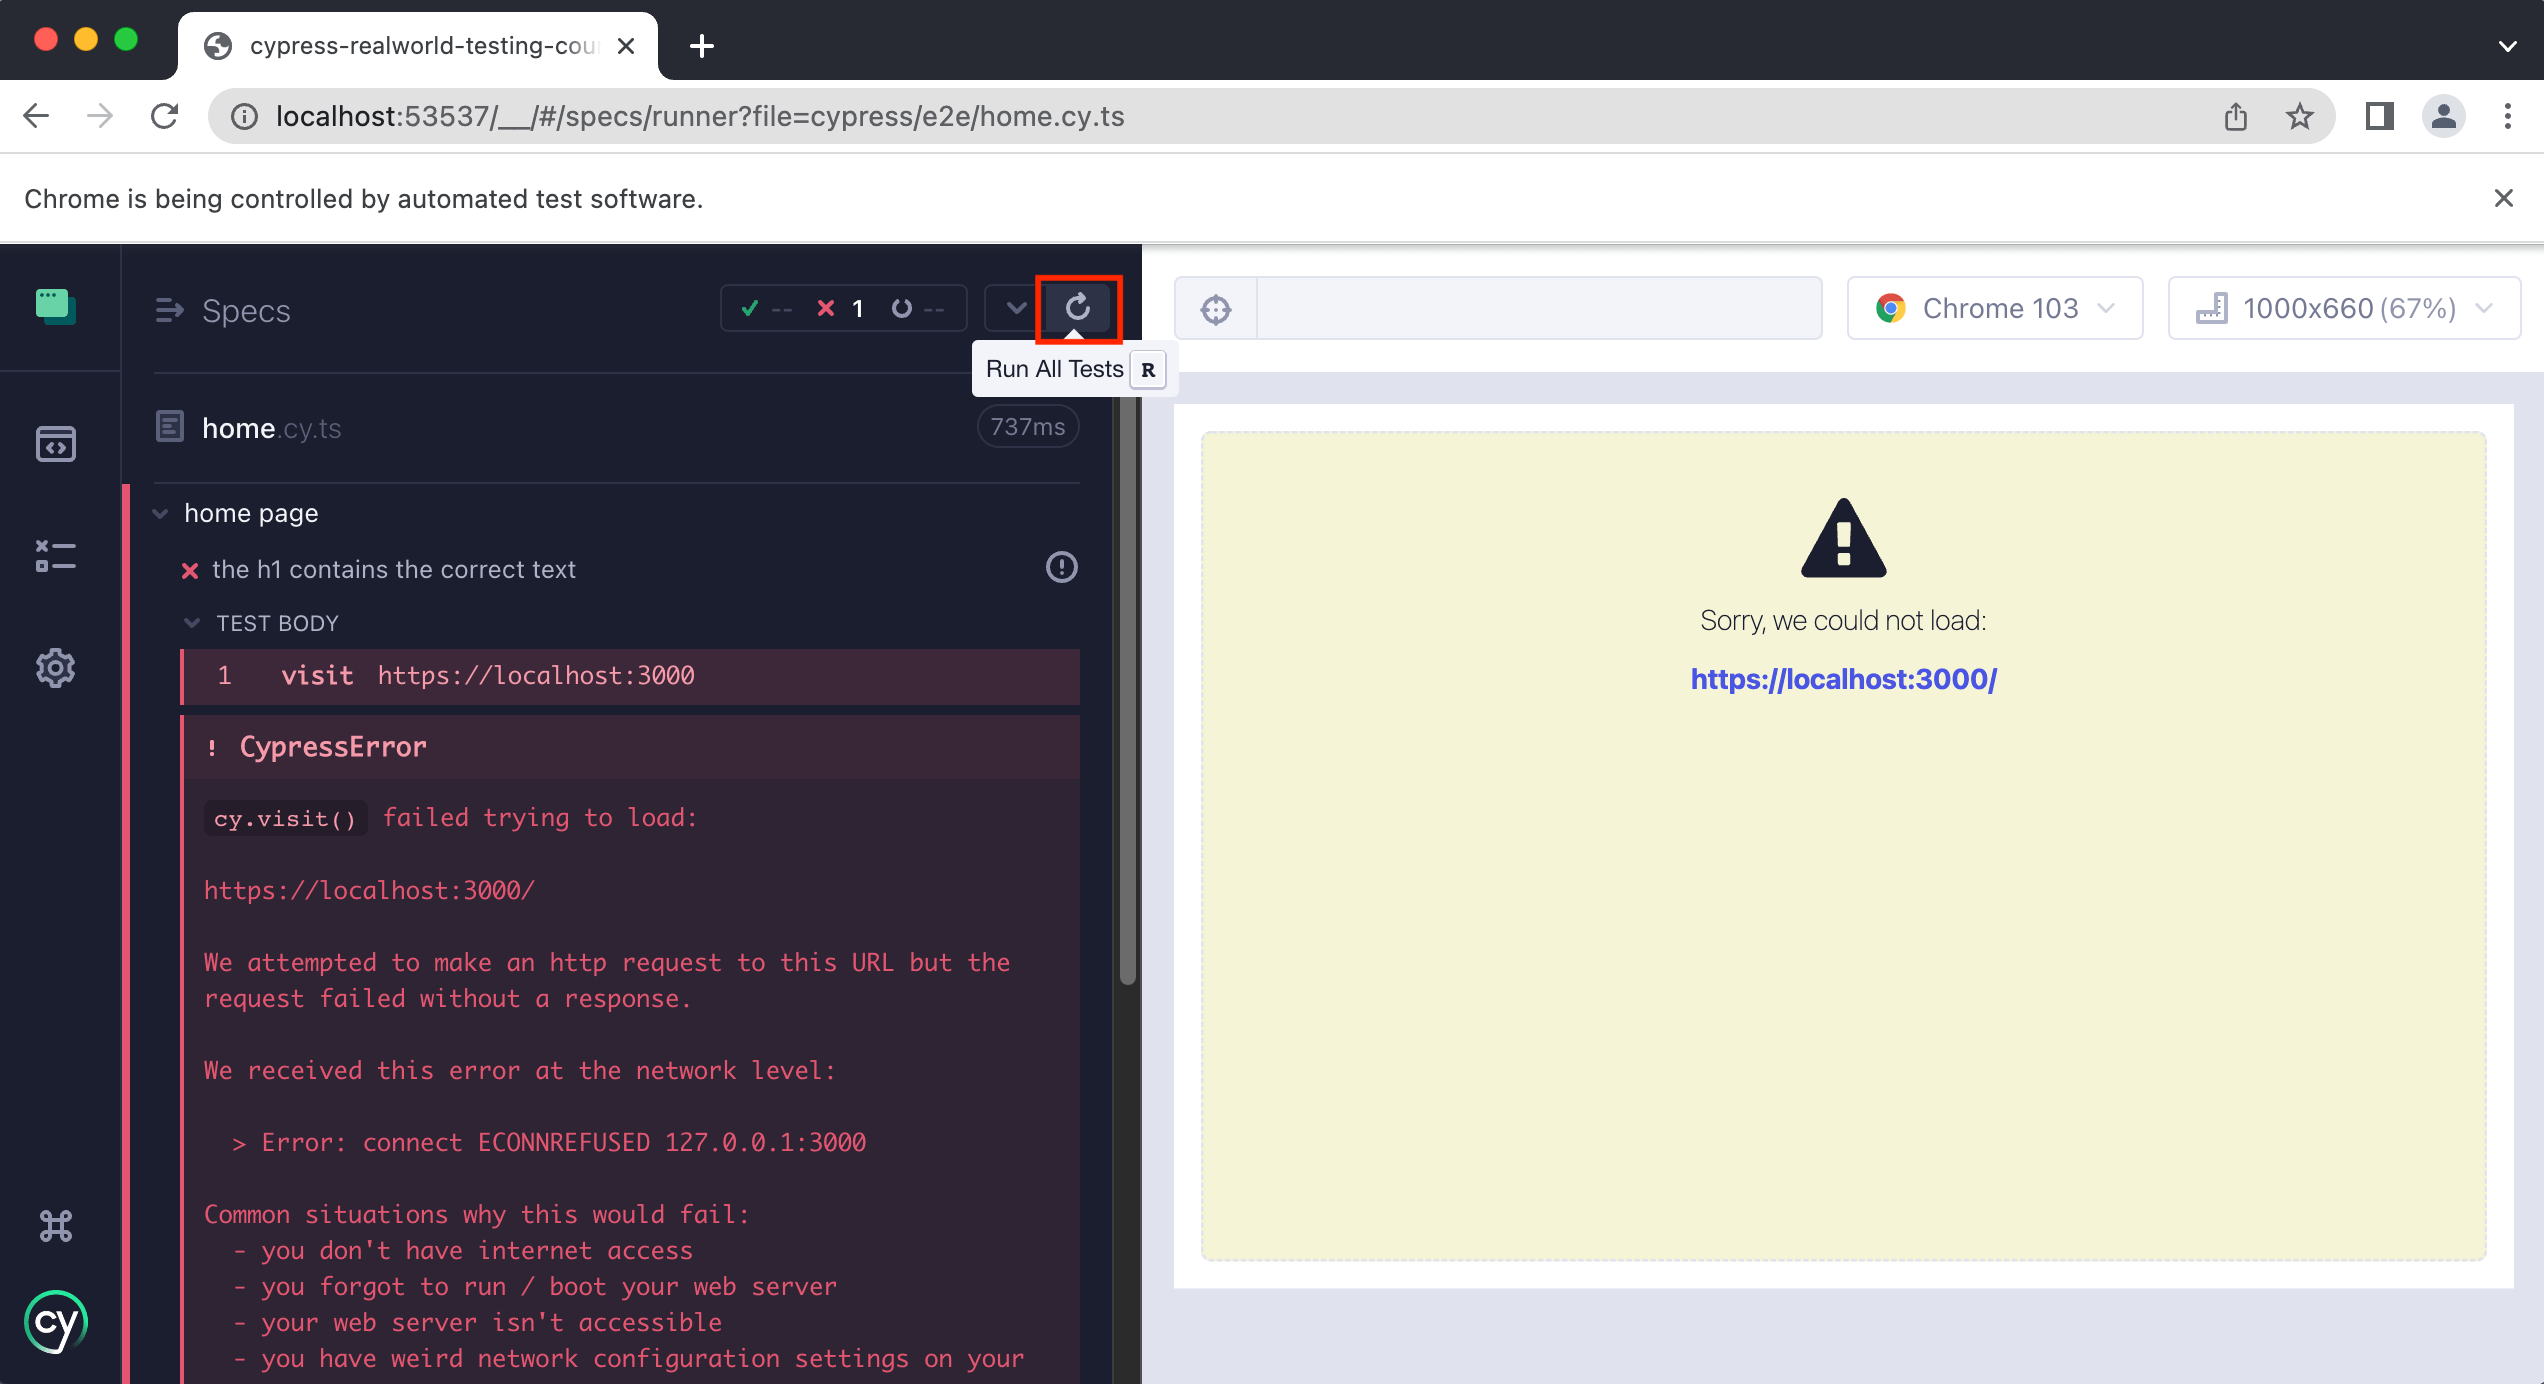 cypress-realworld-testing-cou
localhost:53537/__/#/specs/runner?file=cypress/e2e/home.cy.ts
Chrome is being controlled by automated test software.
Specs
-- 1 --
Run All Tests R
Chrome 103
1000x660 (67%)
home.cy.ts
737ms
home page
the h1 contains the correct text
TEST BODY
1 visit https://localhost:3000
! CypressError
cy.visit() failed trying to load:
https://localhost:3000/
We attempted to make an http request to this URL but the
request failed without a response.
We received this error at the network level:
> Error: connect ECONNREFUSED 127.0.0.1:3000
Common situations why this would fail:
- you don't have internet access
- you forgot to run / boot your web server
- your web server isn't accessible
- you have weird network configuration settings on your
cy
Sorry, we could not load:
https://localhost:3000/